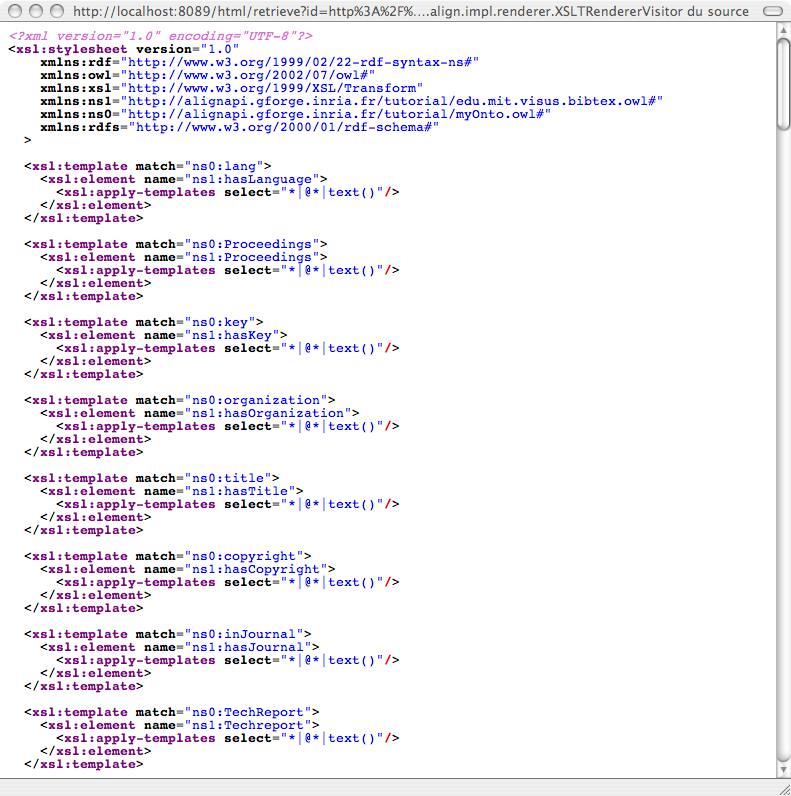 http://localhost:8089/html/retrieve?id=http%3A%2F%....align.impl.renderer.XSLTRendererVisitor du source
<?xml version="1.0" encoding="UTF-8"?>
<xsl:stylesheet version="1.0"
    xmlns:rdf="http://www.w3.org/1999/02/22-rdf-syntax-ns#"
    xmlns:owl="http://www.w3.org/2002/07/owl#"
    xmlns:xsl="http://www.w3.org/1999/XSL/Transform"
    xmlns:ns1="http://alignapi.gforge.inria.fr/tutorial/edu.mit.visus.bibtex.owl#"
    xmlns:ns0="http://alignapi.gforge.inria.fr/tutorial/myOnto.owl#"
    xmlns:rdfs="http://www.w3.org/2000/01/rdf-schema#"
  >
  <xsl:template match="ns0:lang">
    <xsl:element name="ns1:hasLanguage">
      <xsl:apply-templates select="*|@*|text()"/>
    </xsl:element>
  </xsl:template>
  <xsl:template match="ns0:Proceedings">
    <xsl:element name="ns1:Proceedings">
      <xsl:apply-templates select="*|@*|text()"/>
    </xsl:element>
  </xsl:template>
  <xsl:template match="ns0:key">
    <xsl:element name="ns1:hasKey">
      <xsl:apply-templates select="*|@*|text()"/>
    </xsl:element>
  </xsl:template>
  <xsl:template match="ns0:organization">
    <xsl:element name="ns1:hasOrganization">
      <xsl:apply-templates select="*|@*|text()"/>
    </xsl:element>
  </xsl:template>
  <xsl:template match="ns0:title">
    <xsl:element name="ns1:hasTitle">
      <xsl:apply-templates select="*|@*|text()"/>
    </xsl:element>
  </xsl:template>
  <xsl:template match="ns0:copyright">
    <xsl:element name="ns1:hasCopyright">
      <xsl:apply-templates select="*|@*|text()"/>
    </xsl:element>
  </xsl:template>
  <xsl:template match="ns0:inJournal">
    <xsl:element name="ns1:hasJournal">
      <xsl:apply-templates select="*|@*|text()"/>
    </xsl:element>
  </xsl:template>
  <xsl:template match="ns0:TechReport">
    <xsl:element name="ns1:Techreport">
      <xsl:apply-templates select="*|@*|text()"/>
    </xsl:element>
  </xsl:template>